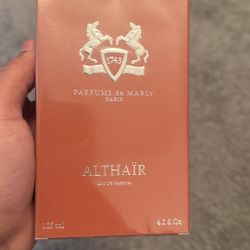 1743
PARFUMS de MARLY
PARIS
ALTHAÏR
EAU DE PARFUM
125 ml
4.2 fl.Oz